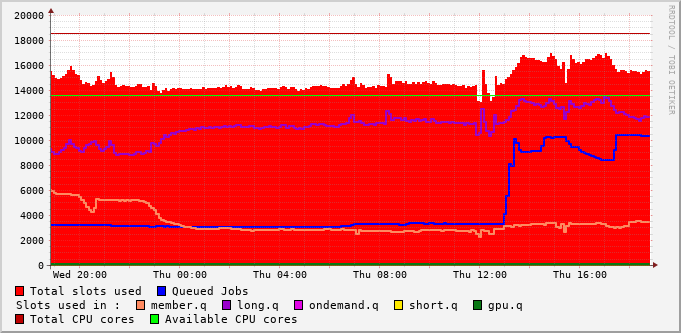 20000
18000
16000
14000
12000
10000
8000
6000
4000
2000
0
Wed 20:00 Thu 00:00 Thu 04:00 Thu 08:00 Thu 12:00 Thu 16:00
RRDTOOL / TOBI OETIKER
Total slots used Queued Jobs
Slots used in : member.q long.q ondemand.q short.q gpu.q
Total CPU cores Available CPU cores